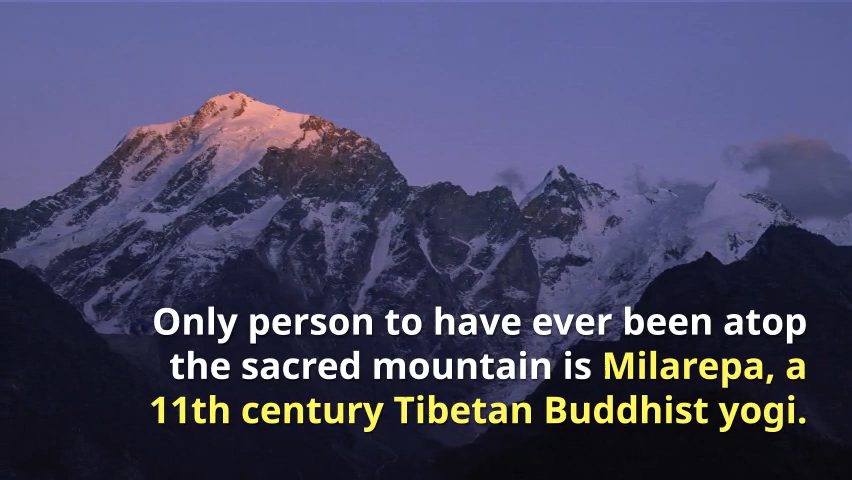 Only person to have ever been atop
the sacred mountain is Milarepa, a
11th century Tibetan Buddhist yogi.